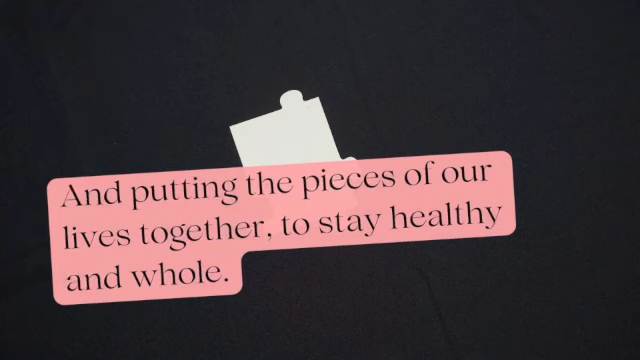 And putting the pieces of our
lives together, to stay healthy
and whole.